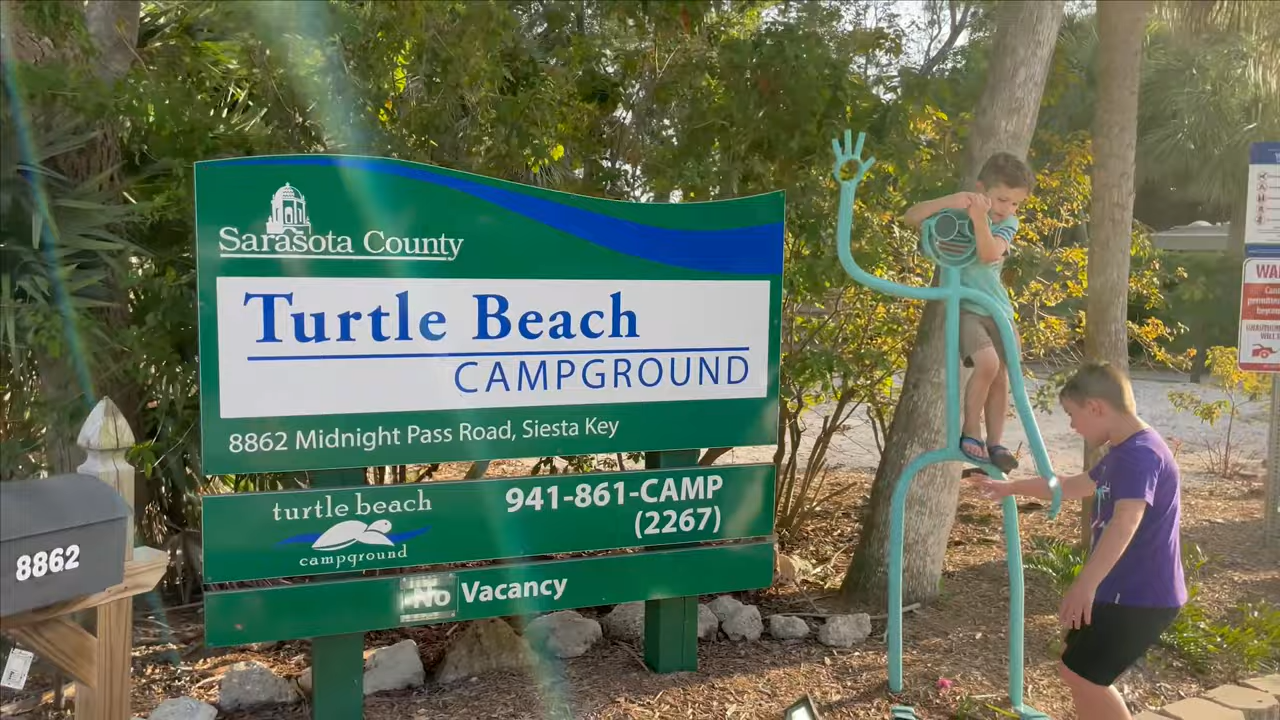 Sarasota County
Turtle Beach
CAMPGROUND
8862 Midnight Pass Road, Siesta Key
turtle beach
campground
941-861-CAMP
(2267)
No Vacancy
8862